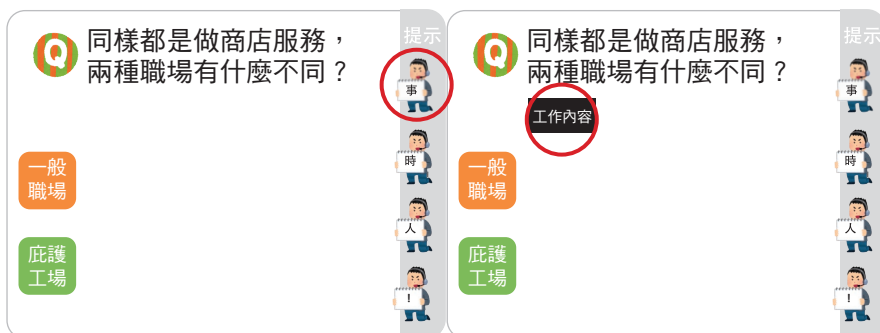 Q
同樣都是做商店服務，
兩種職場有什麼不同？
一般
職場
庇護
工場
提示
事
時
人
！
Q
同樣都是做商店服務，
兩種職場有什麼不同？
工作內容
一般
職場
庇護
工場
提示
事
時
人
！